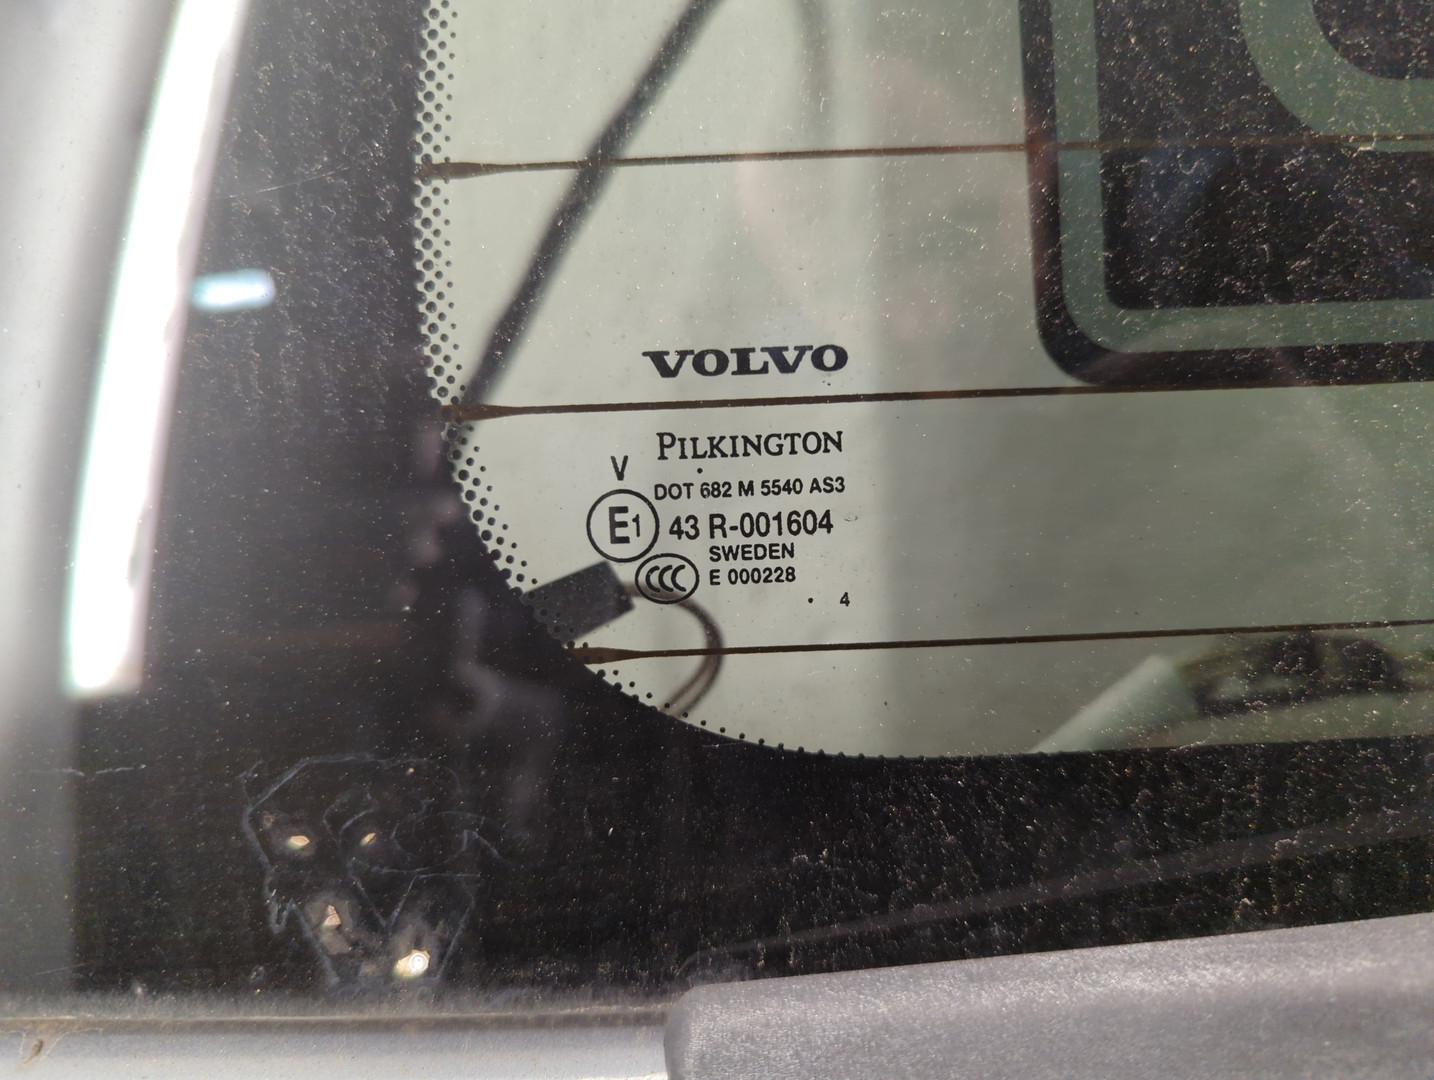 VOLVO
PILKINGTON
V
DOT 682 M 5540 AS3
E1 43 R-001604
SWEDEN
CCC E 000228
. 4